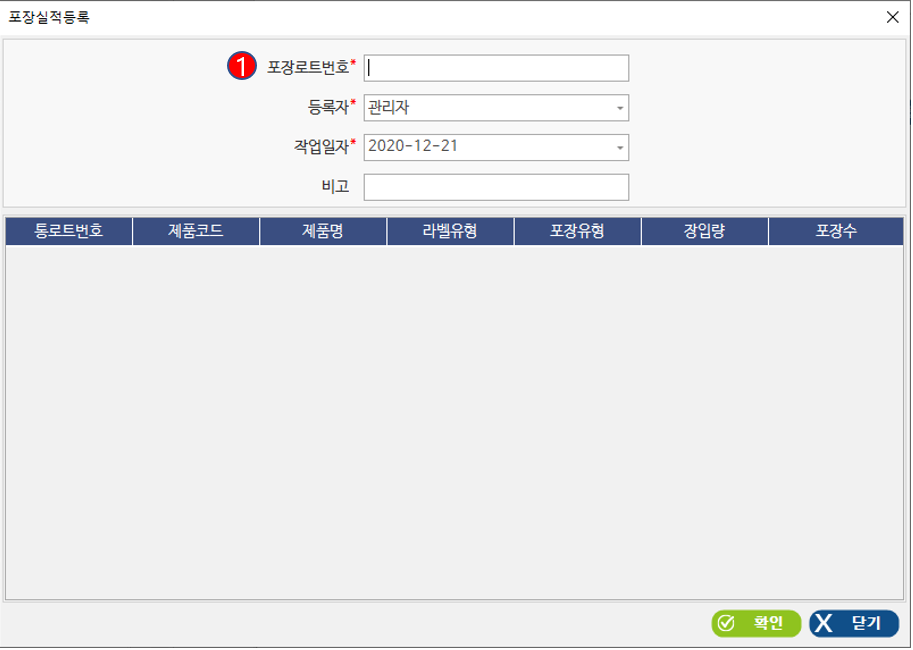 포장실적등록
1 포장로트번호*
등록자* 관리자
작업일자* 2020-12-21
비고
통로트번호 제품코드 제품명 라벨유형 포장유형 장입량 포장수
확인 닫기